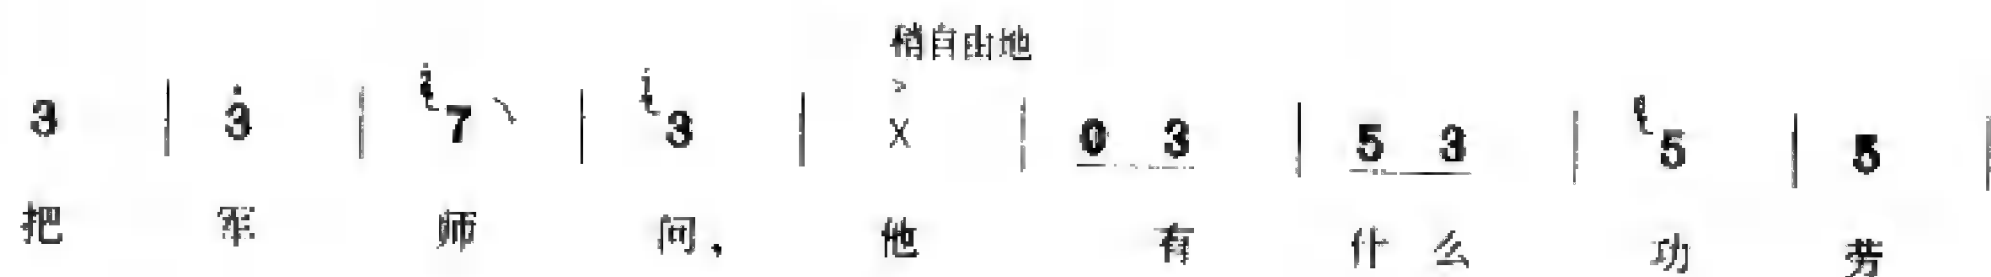 稍自由地
3 | 3̇ | 7 | 3 | X | 0 3 | 5 3 | 5 | 5 |
把 军 师 问, 他 有 什 么 功 劳